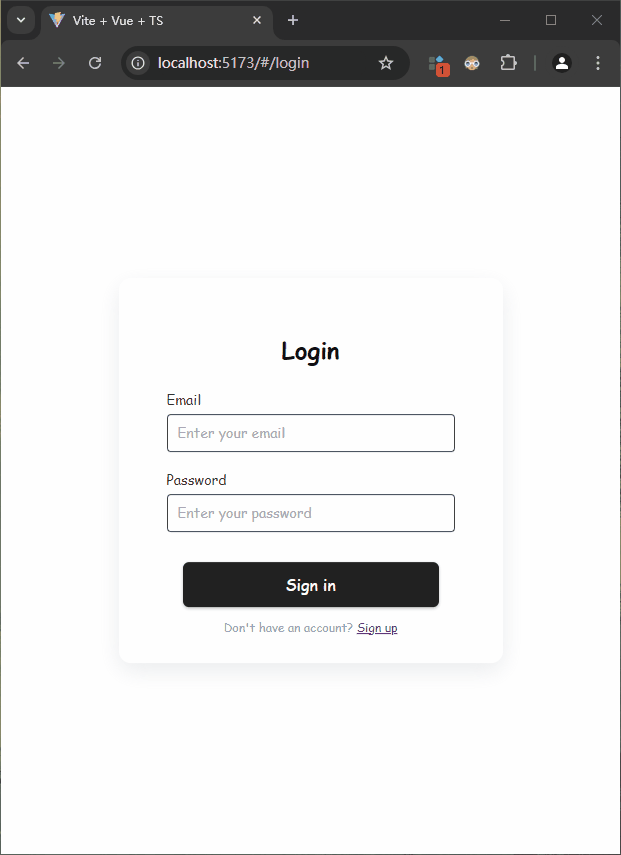 Vite + Vue + TS
localhost:5173/#/login
1
Login
Email
Enter your email
Password
Enter your password
Sign in
Don't have an account? Sign up